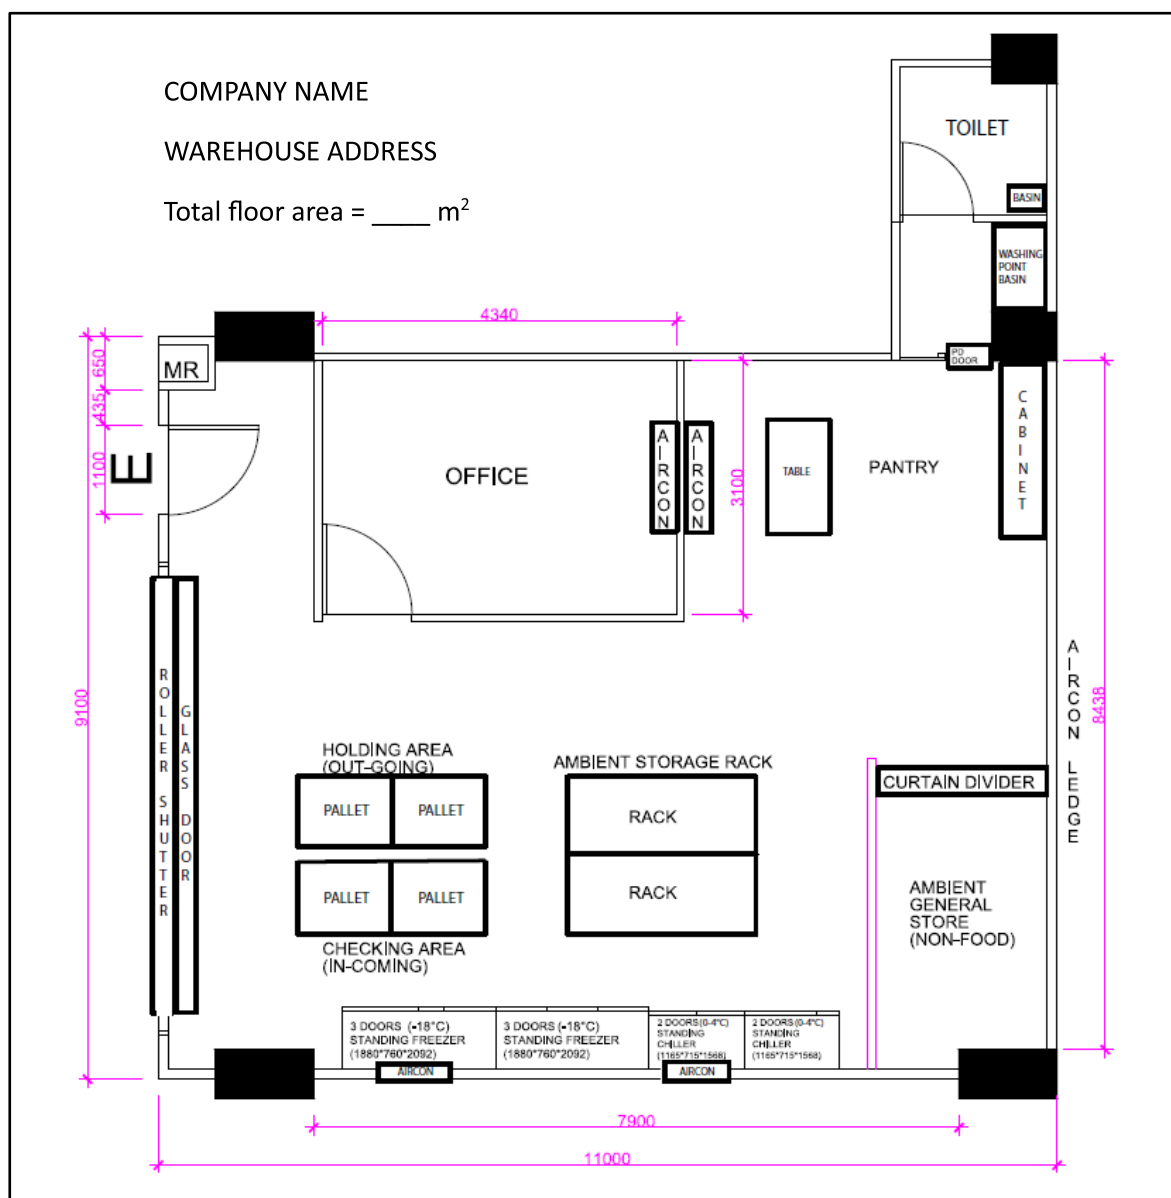 COMPANY NAME
WAREHOUSE ADDRESS
Total floor area = ____ m²
TOILET
BASIN
WASHING
POINT
BASIN
PD
DOOR
4340
MR
650
435
1100
E
OFFICE
AIRCON
AIRCON
3100
TABLE
PANTRY
CABINET
9100
ROLLER SHUTTER
GLASS DOOR
8438
AIRCON LEDGE
HOLDING AREA
(OUT-GOING)
PALLET
PALLET
PALLET
PALLET
CHECKING AREA
(IN-COMING)
AMBIENT STORAGE RACK
RACK
RACK
CURTAIN DIVIDER
AMBIENT
GENERAL
STORE
(NON-FOOD)
3 DOORS (-18°C)
STANDING FREEZER
(1880*760*2092)
3 DOORS (-18°C)
STANDING FREEZER
(1880*760*2092)
2 DOORS(0-4°C)
STANDING
CHILLER
(1165*715*1568)
2 DOORS(0-4°C)
STANDING
CHILLER
(1165*715*1568)
AIRCON
AIRCON
7900
11000